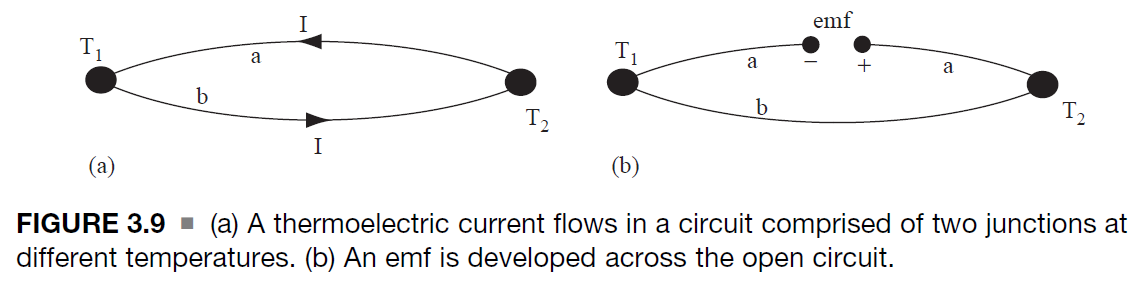 I
emf
T1
a
T1
a
−
+
a
b
T2
b
T2
I
(a)
(b)
FIGURE 3.9 ■ (a) A thermoelectric current flows in a circuit comprised of two junctions at
different temperatures. (b) An emf is developed across the open circuit.